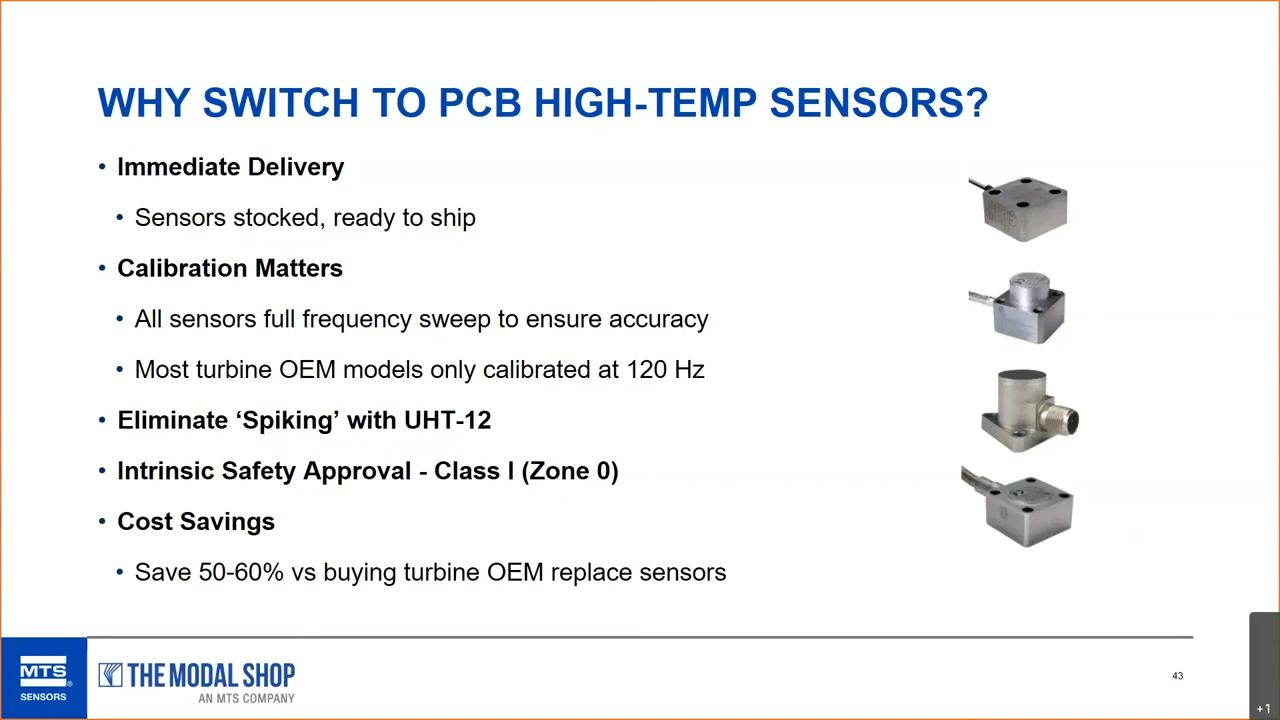 WHY SWITCH TO PCB HIGH-TEMP SENSORS?
• Immediate Delivery
• Sensors stocked, ready to ship
• Calibration Matters
• All sensors full frequency sweep to ensure accuracy
• Most turbine OEM models only calibrated at 120 Hz
• Eliminate ‘Spiking’ with UHT-12
• Intrinsic Safety Approval - Class I (Zone 0)
• Cost Savings
• Save 50-60% vs buying turbine OEM replace sensors
MTS®
SENSORS
THE MODAL SHOP
AN MTS COMPANY
43
+1